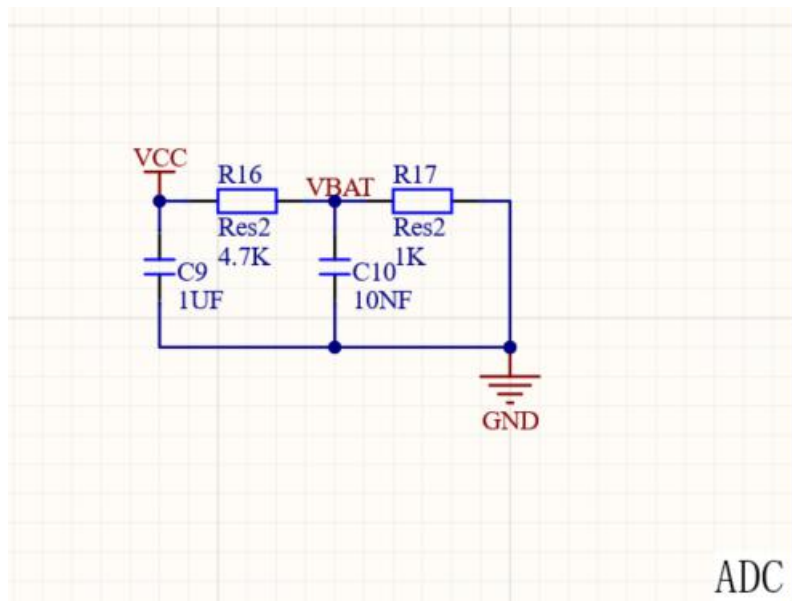 VCC
R16
VBAT
R17
Res2
Res2
4.7K
1K
C9
C10
1UF
10NF
GND
ADC